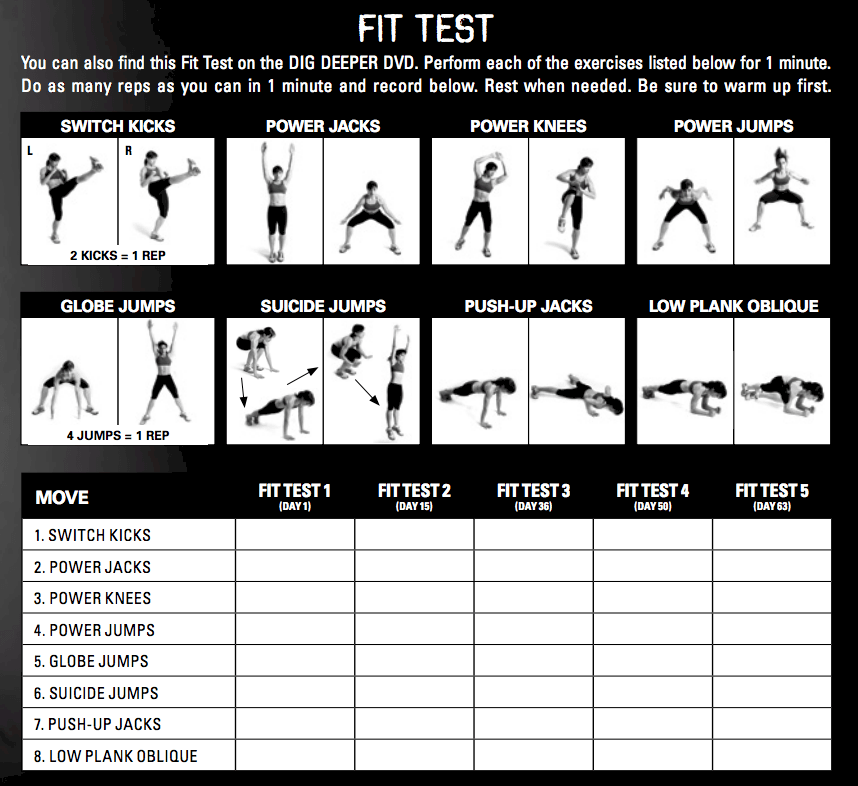 FIT TEST
You can also find this Fit Test on the DIG DEEPER DVD. Perform each of the exercises listed below for 1 minute.
Do as many reps as you can in 1 minute and record below. Rest when needed. Be sure to warm up first.
SWITCH KICKS POWER JACKS POWER KNEES POWER JUMPS
L R
2 KICKS = 1 REP
GLOBE JUMPS SUICIDE JUMPS PUSH-UP JACKS LOW PLANK OBLIQUE
4 JUMPS = 1 REP
MOVE FIT TEST 1 FIT TEST 2 FIT TEST 3 FIT TEST 4 FIT TEST 5
(DAY 1) (DAY 15) (DAY 36) (DAY 50) (DAY 63)
1. SWITCH KICKS
2. POWER JACKS
3. POWER KNEES
4. POWER JUMPS
5. GLOBE JUMPS
6. SUICIDE JUMPS
7. PUSH-UP JACKS
8. LOW PLANK OBLIQUE